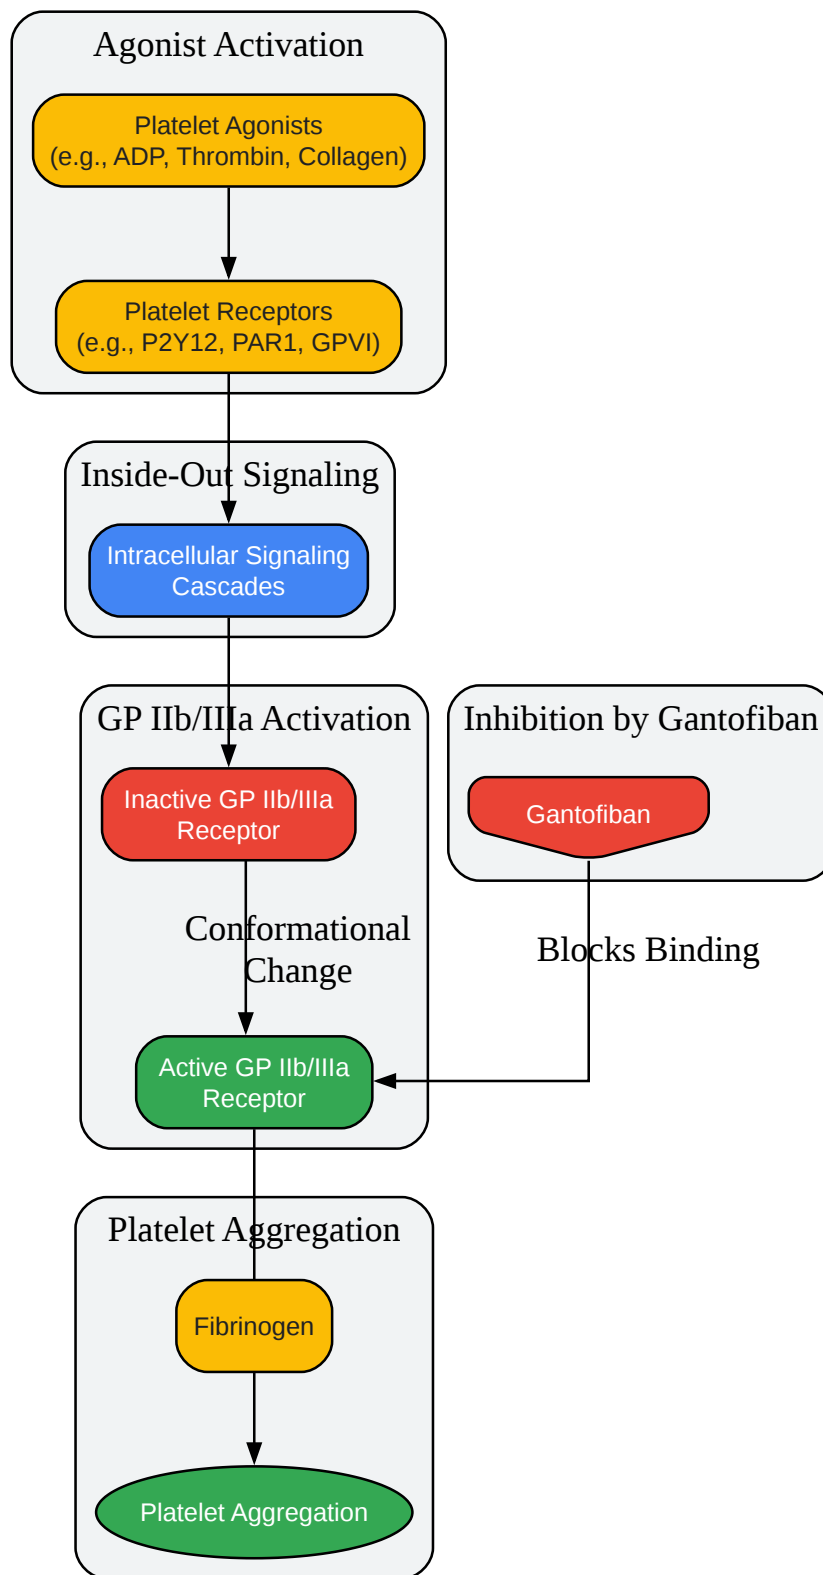 Agonist Activation
Platelet Agonists
(e.g., ADP, Thrombin, Collagen)
Platelet Receptors
(e.g., P2Y12, PAR1, GPVI)
Inside-Out Signaling
Intracellular Signaling
Cascades
GP IIb/IIIa Activation
Inhibition by Gantofiban
Inactive GP IIb/IIIa
Receptor
Gantofiban
Conformational
Change
Blocks Binding
Active GP IIb/IIIa
Receptor
Platelet Aggregation
Fibrinogen
Platelet Aggregation